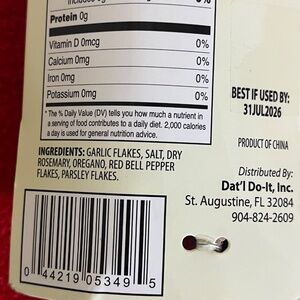 Protein 0g
0%
Vitamin D 0mcg 0%
Calcium 0mg 0%
Iron 0mg 0%
Potassium 0mg 0%
* The % Daily Value (DV) tells you how much a nutrient in
a serving of food contributes to a daily diet. 2,000 calories
a day is used for general nutrition advice.
INGREDIENTS: GARLIC FLAKES, SALT, DRY
ROSEMARY, OREGANO, RED BELL PEPPER
FLAKES, PARSLEY FLAKES.
0 44219 05349 5
BEST IF USED BY:
31JUL2026
PRODUCT OF CHINA
Distributed By:
Dat'l Do-It, Inc.
St. Augustine, FL 32084
904-824-2609